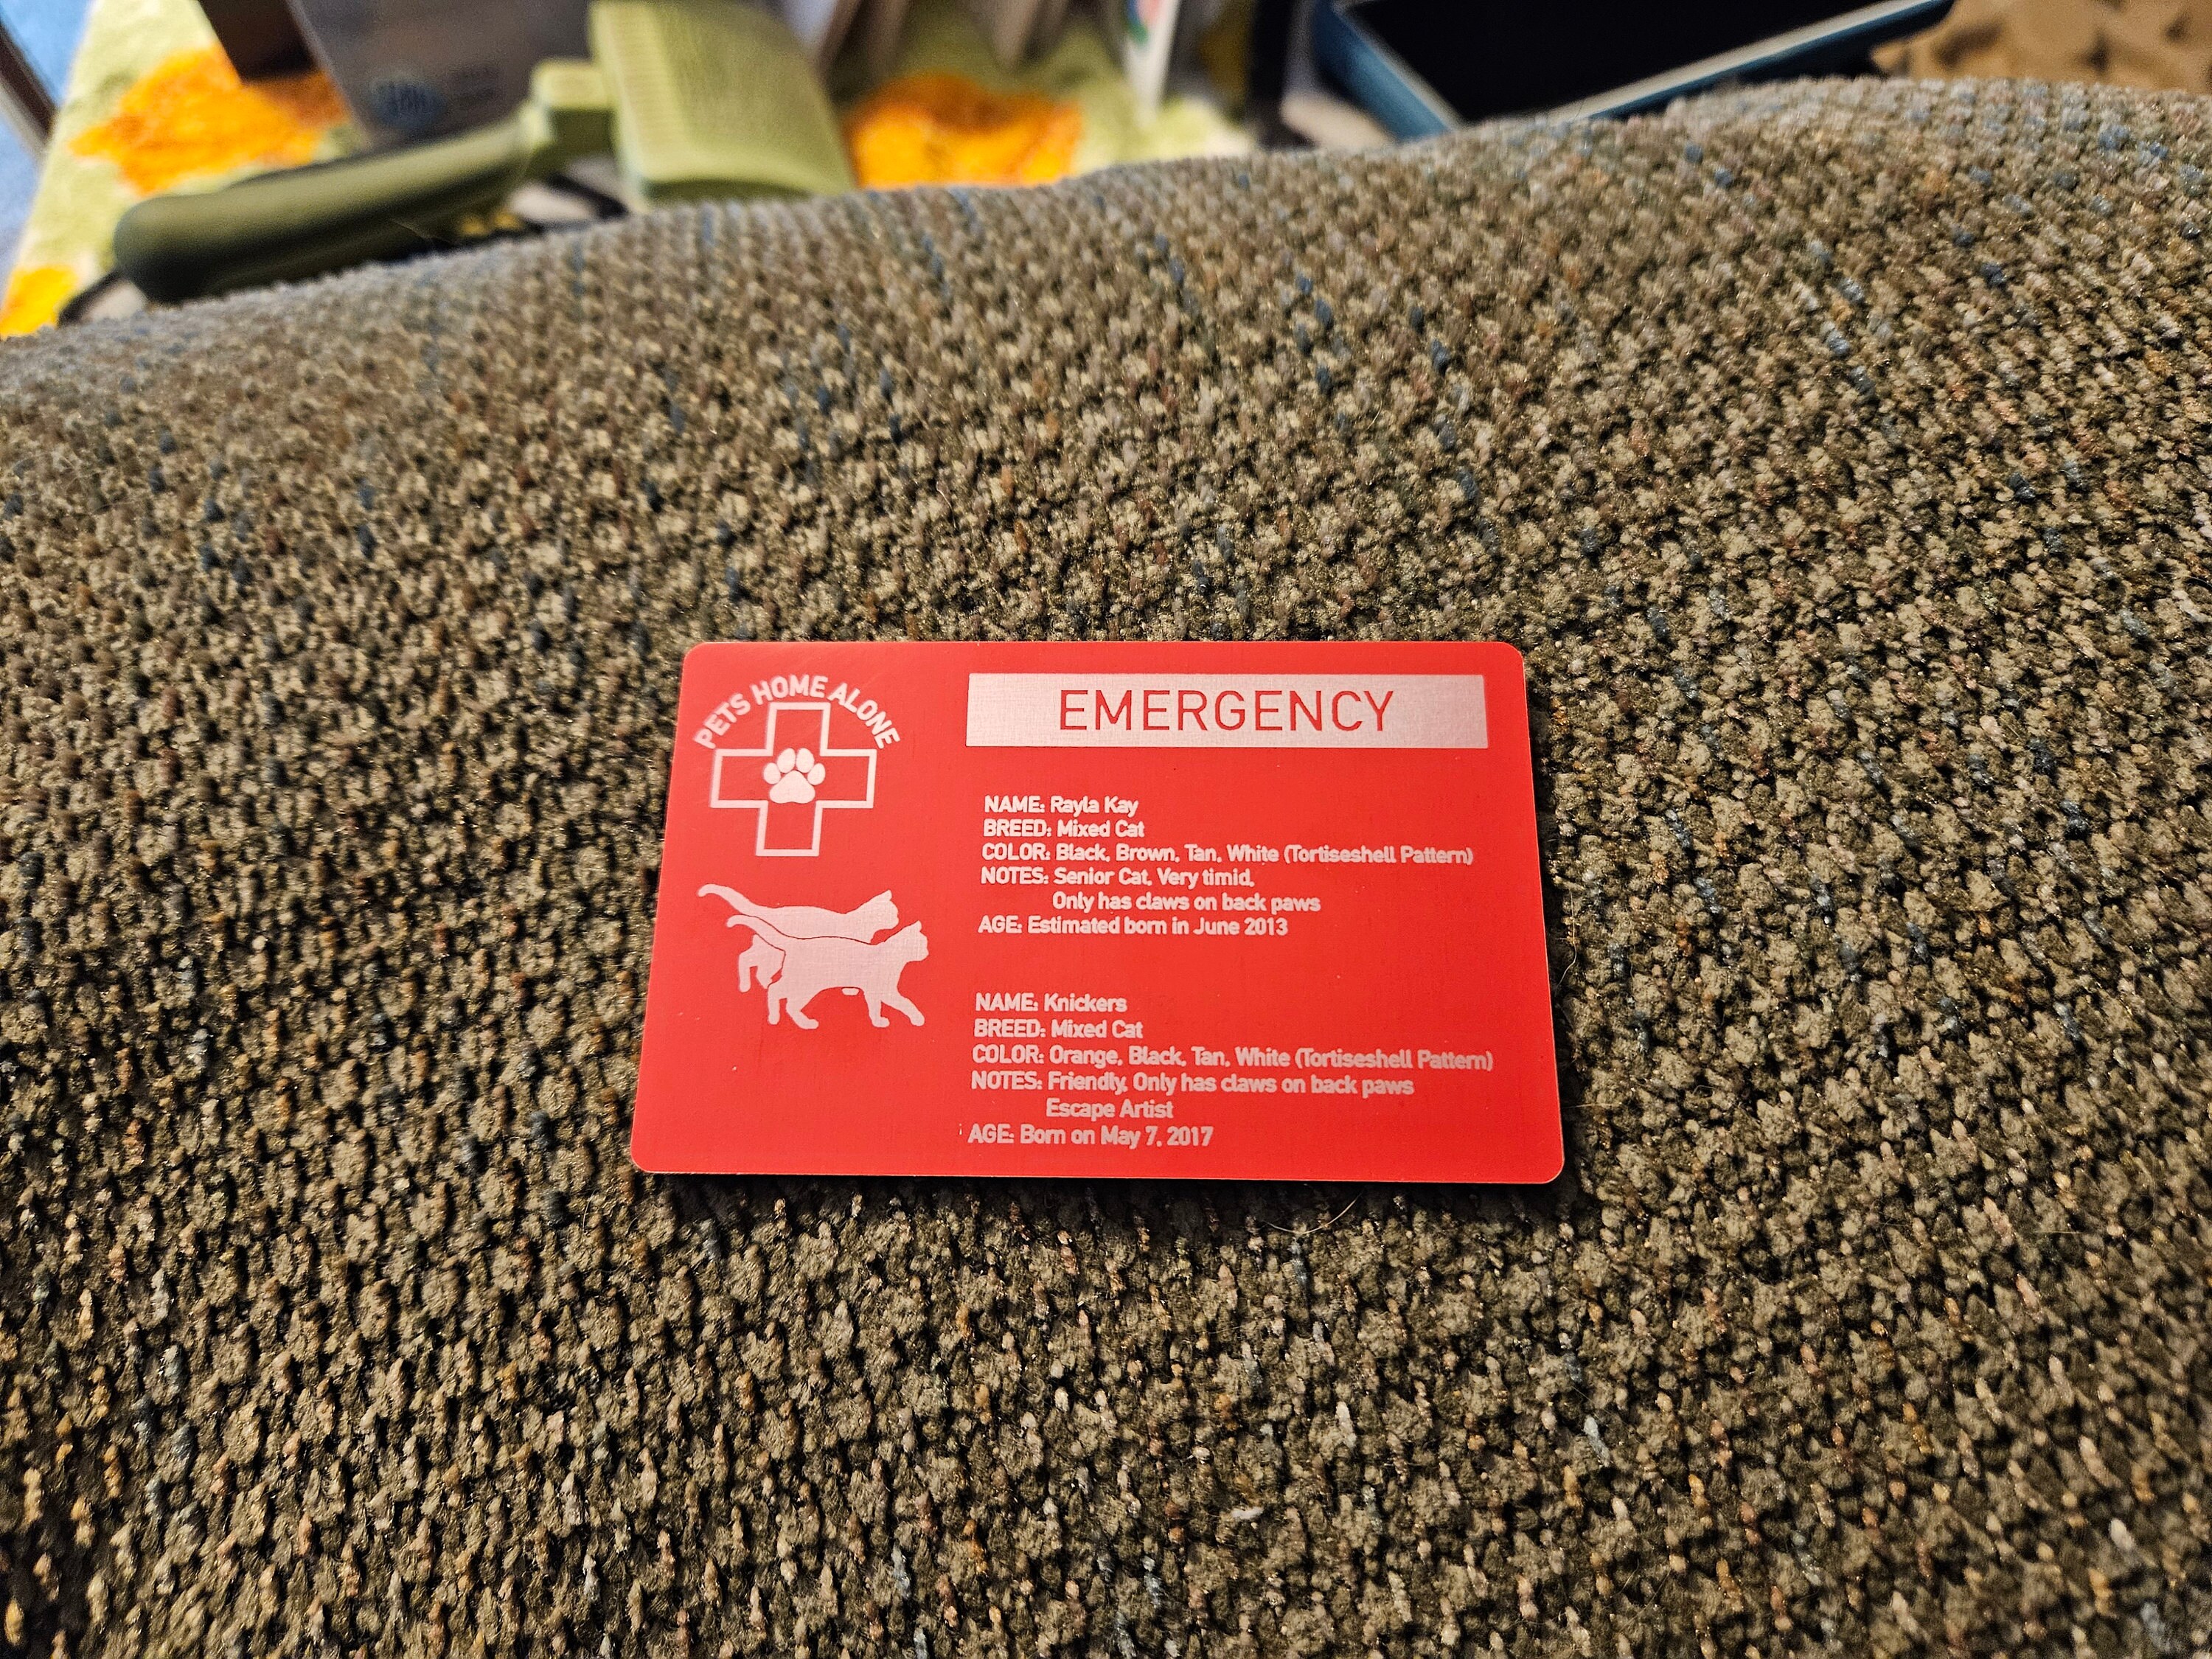 PETS HOME ALONE
EMERGENCY
NAME: Rayla Kay
BREED: Mixed Cat
COLOR: Black, Brown, Tan, White (Tortiseshell Pattern)
NOTES: Senior Cat, Very timid,
Only has claws on back paws
AGE: Estimated born in June 2013
NAME: Knickers
BREED: Mixed Cat
COLOR: Orange, Black, Tan, White (Tortiseshell Pattern)
NOTES: Friendly, Only has claws on back paws
Escape Artist
AGE: Born on May 7, 2017